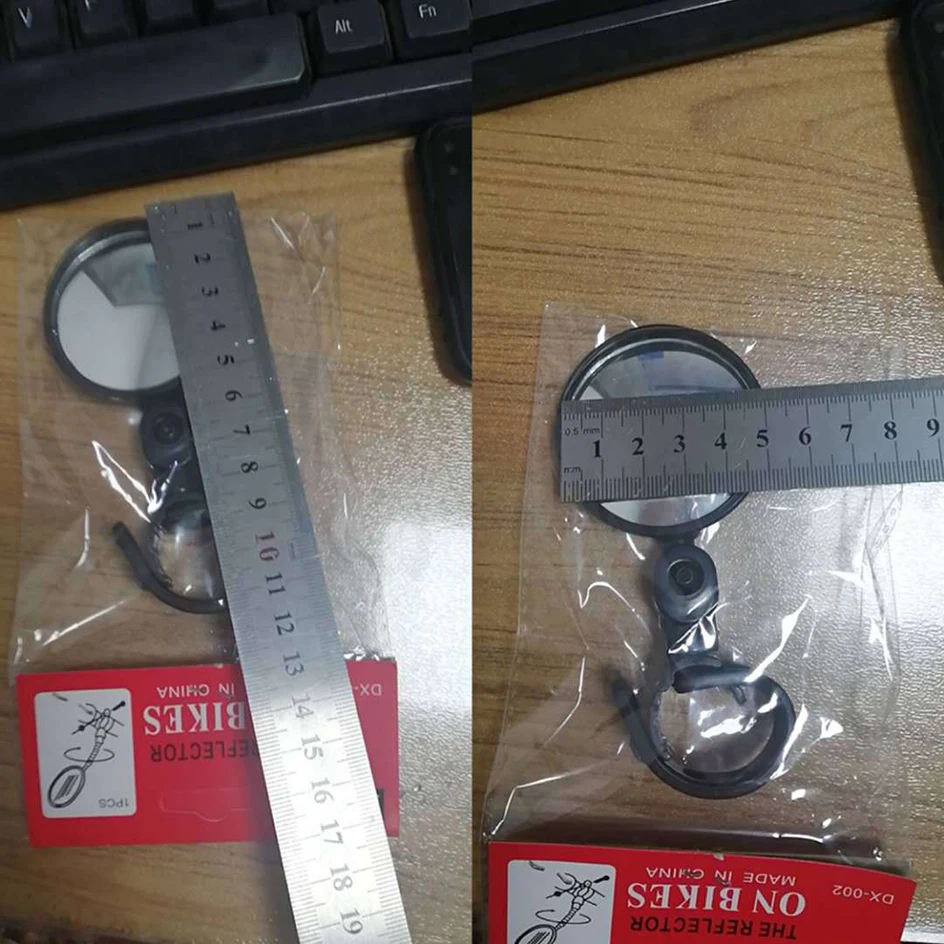 V
Alt
Fn
1
2
3
4
5
6
7
8
9
10
11
12
13
14
15
16
17
18
19
DX-
MADE IN CHINA
BIKES
REFLECTOR
1PCS
0.5 mm
1 2 3 4 5 6 7 8 9
mm
DX-002
MADE IN CHINA
ON BIKES
THE REFLECTOR